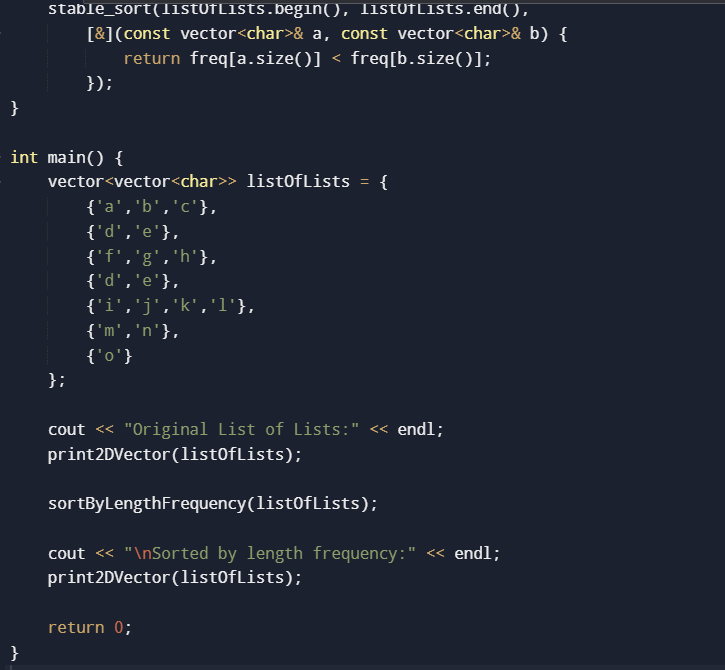 stable_sort(listOfLists.begin(), listOfLists.end(),
[&](const vector<char>& a, const vector<char>& b) {
return freq[a.size()] < freq[b.size()];
});
}
int main() {
vector<vector<char>> listOfLists = {
{'a','b','c'},
{'d','e'},
{'f','g','h'},
{'d','e'},
{'i','j','k','l'},
{'m','n'},
{'o'}
};
cout << "Original List of Lists:" << endl;
print2DVector(listOfLists);
sortByLengthFrequency(listOfLists);
cout << "\nSorted by length frequency:" << endl;
print2DVector(listOfLists);
return 0;
}